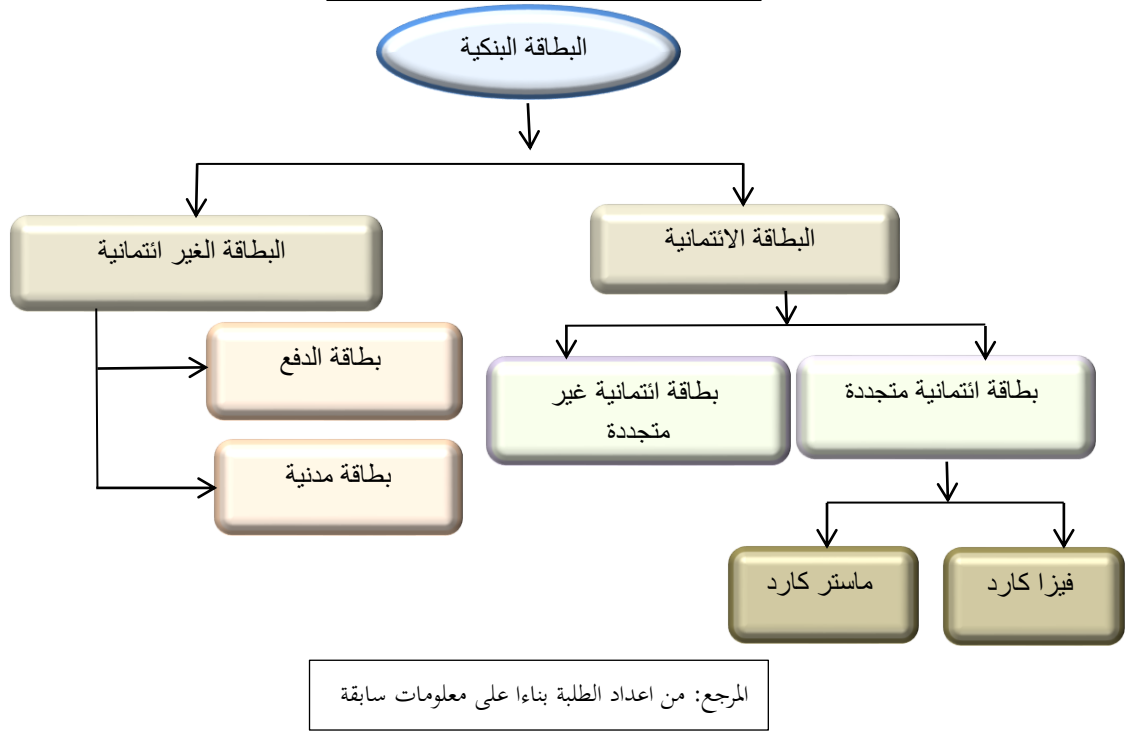 البطاقة البنكية
البطاقة الائتمانية
البطاقة الغير ائتمانية
بطاقة ائتمانية متجددة
بطاقة ائتمانية غير
متجددة
بطاقة الدفع
بطاقة مدنية
فيزا كارد
ماستر كارد
المرجع: من اعداد الطلبة بناءا على معلومات سابقة